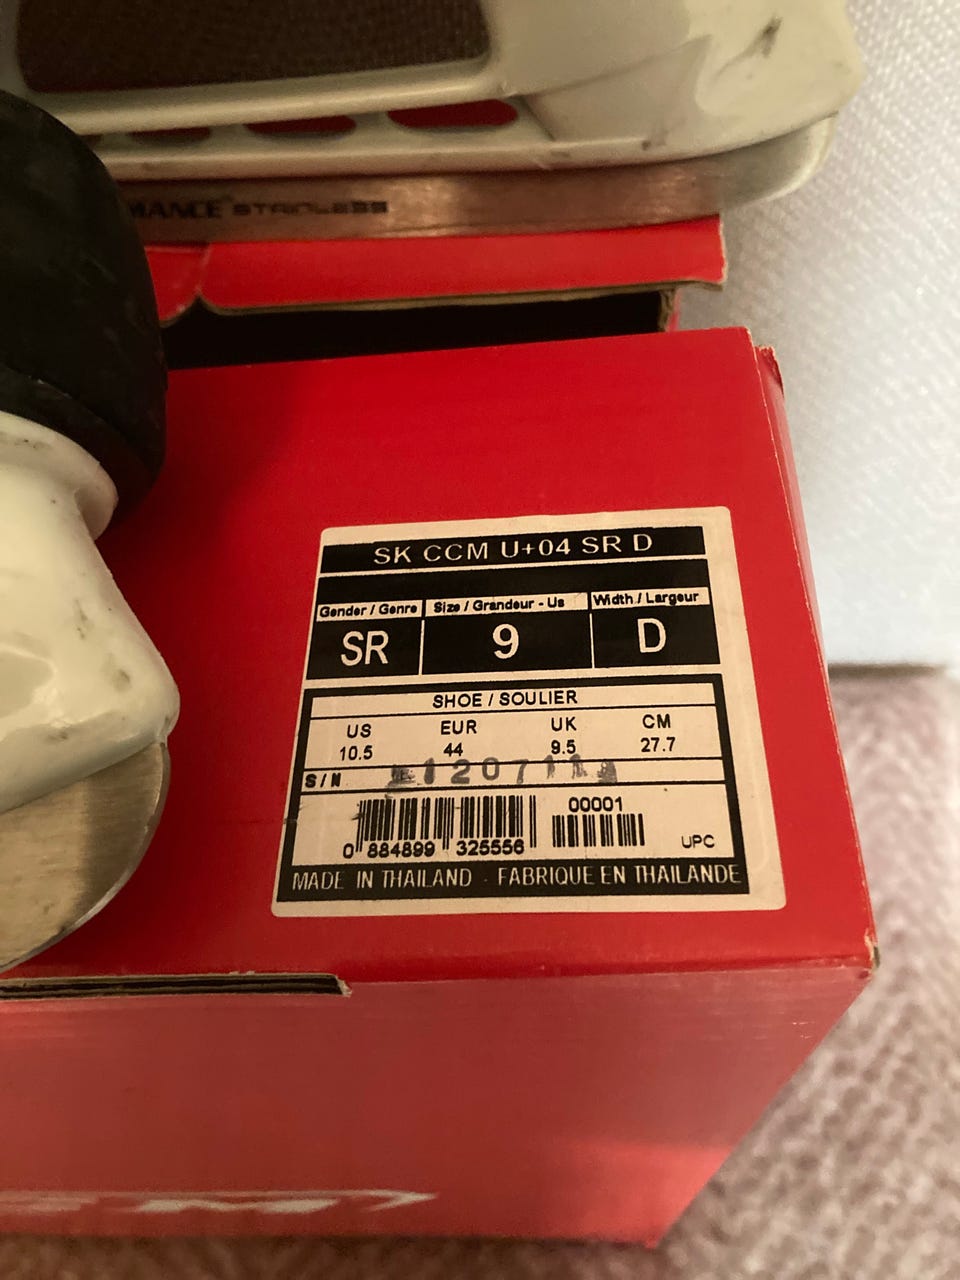 STAINLESS
SK CCM U+04 SR D
Gender / Genre Size / Grandeur - Us Width / Largeur
SR 9 D
SHOE / SOULIER
US EUR UK CM
10.5 44 9.5 27.7
S/N
00001
0 884899 325556 UPC
MADE IN THAILAND - FABRIQUE EN THAILANDE